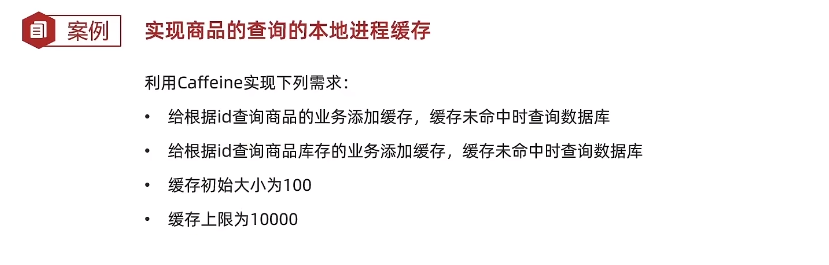 案例
实现商品的查询的本地进程缓存
利用Caffeine实现下列需求：
• 给根据id查询商品的业务添加缓存，缓存未命中时查询数据库
• 给根据id查询商品库存的业务添加缓存，缓存未命中时查询数据库
• 缓存初始大小为100
• 缓存上限为10000